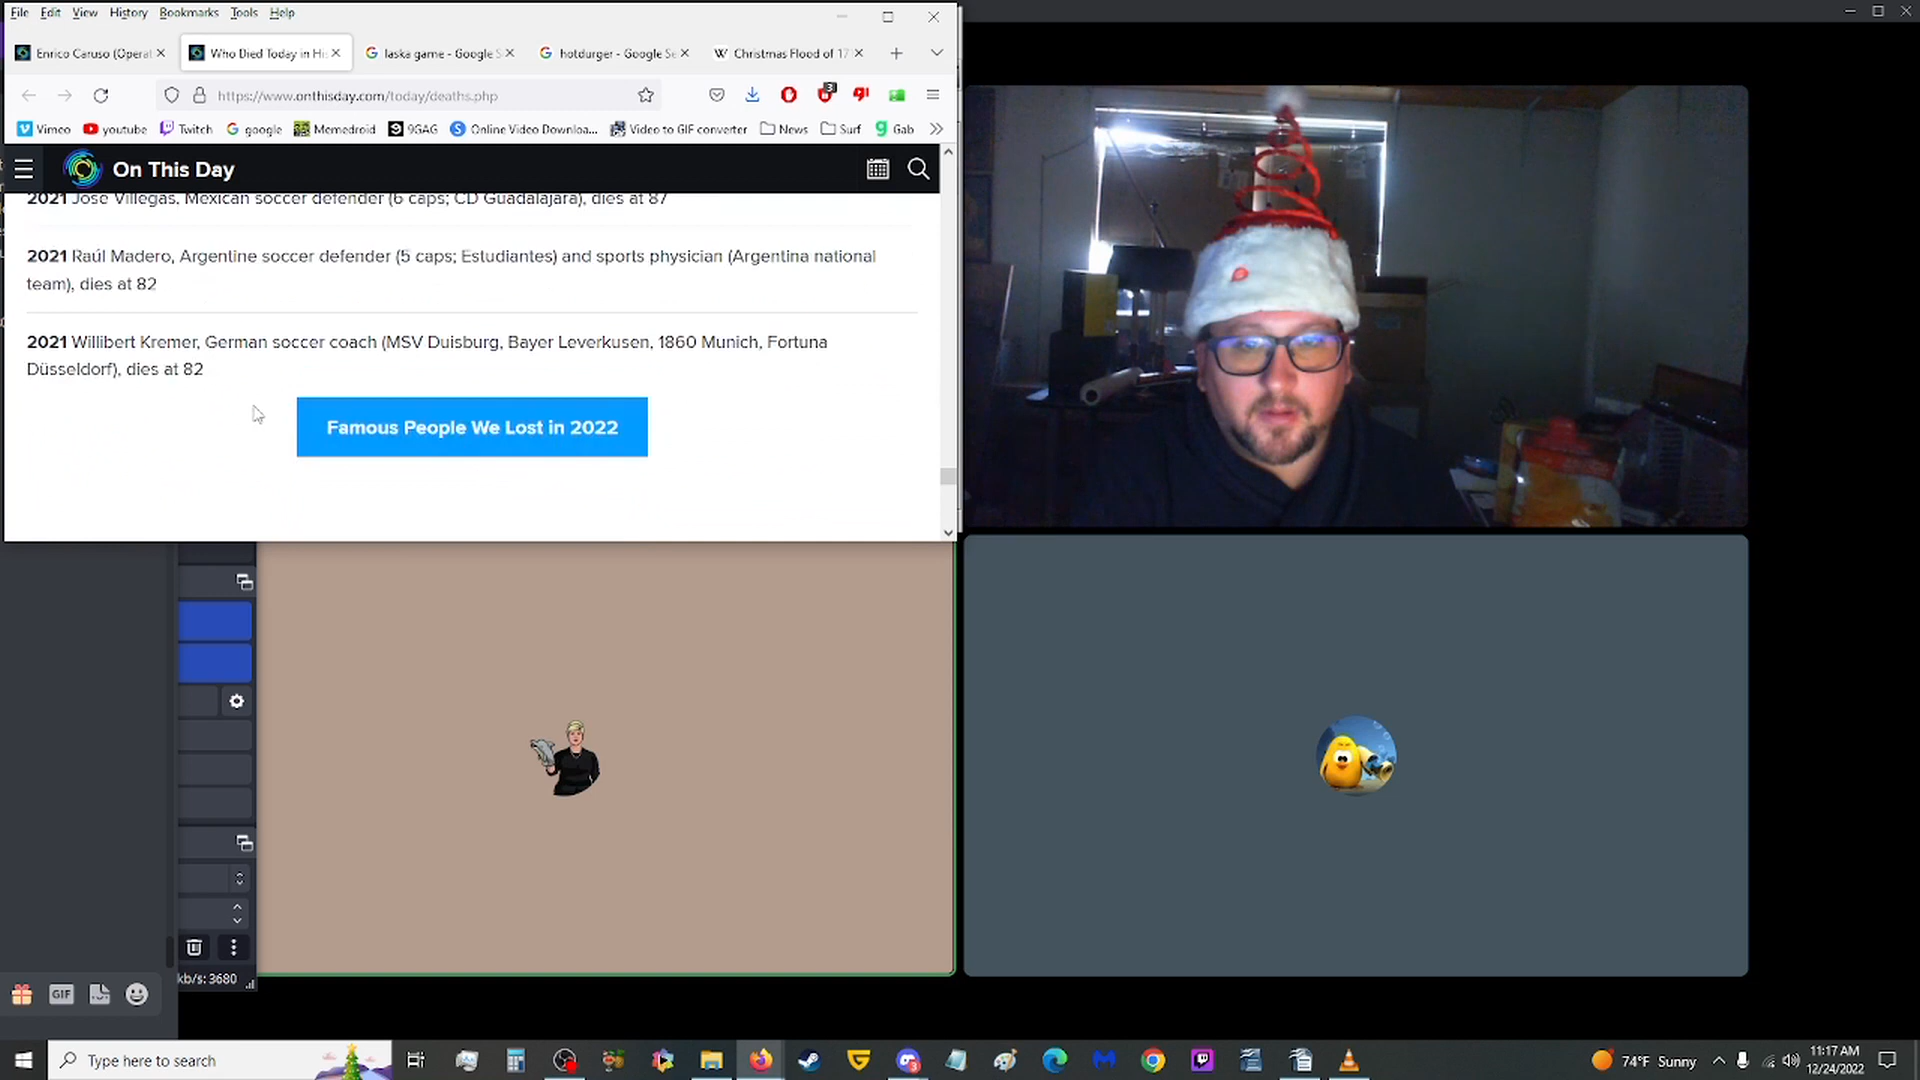 File Edit View History Bookmarks Tools Help
Enrico Caruso (Operat
Who Died Today in His
laska game - Google S
hotdurger - Google Se
Christmas Flood of 17
https://www.onthisday.com/today/deaths.php
3
Vimeo youtube Twitch google Memedroid 9GAG Online Video Downloa... Video to GIF converter News Surf Gab
On This Day
2021 José Villegas, Mexican soccer defender (6 caps; CD Guadalajara), dies at 87
2021 Raúl Madero, Argentine soccer defender (5 caps; Estudiantes) and sports physician (Argentina national
team), dies at 82
2021 Willibert Kremer, German soccer coach (MSV Duisburg, Bayer Leverkusen, 1860 Munich, Fortuna
Düsseldorf), dies at 82
Famous People We Lost in 2022
kb/s: 3680
GIF
Type here to search
3
74°F Sunny
11:17 AM
12/24/2022